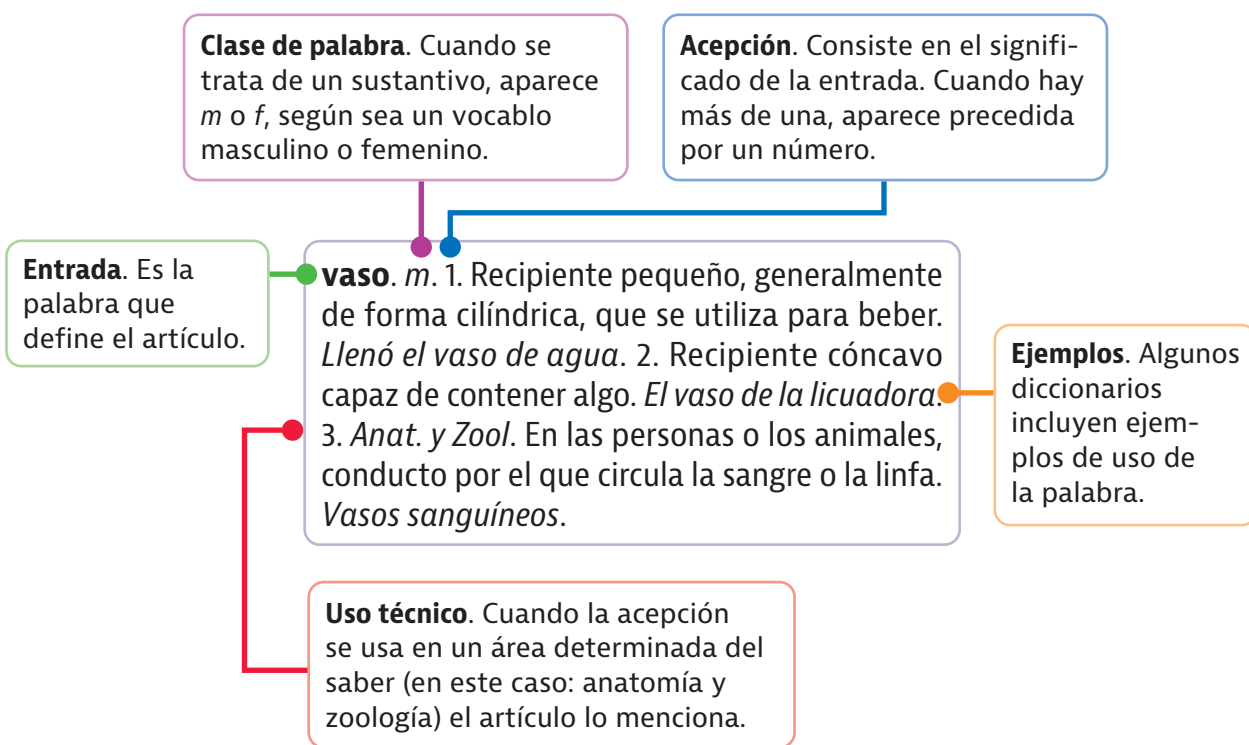 Clase de palabra. Cuando se
trata de un sustantivo, aparece
m o f, según sea un vocablo
masculino o femenino.
Acepción. Consiste en el signifi-
cado de la entrada. Cuando hay
más de una, aparece precedida
por un número.
Entrada. Es la
palabra que
define el artículo.
vaso. m. 1. Recipiente pequeño, generalmente
de forma cilíndrica, que se utiliza para beber.
Llenó el vaso de agua. 2. Recipiente cóncavo
capaz de contener algo. El vaso de la licuadora.
3. Anat. y Zool. En las personas o los animales,
conducto por el que circula la sangre o la linfa.
Vasos sanguíneos.
Ejemplos. Algunos
diccionarios
incluyen ejem-
plos de uso de
la palabra.
Uso técnico. Cuando la acepción
se usa en un área determinada del
saber (en este caso: anatomía y
zoología) el artículo lo menciona.